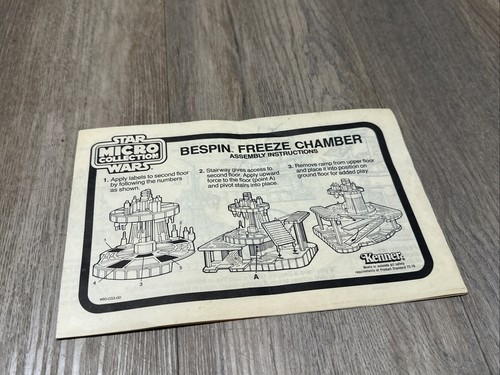 STAR
MICRO
COLLECTION
WARS
BESPIN FREEZE CHAMBER
ASSEMBLY INSTRUCTIONS
1. Apply labels to second floor
by following the numbers
as shown.
2. Stairway gives access to
second floor. Apply upward
force to the floor (point A)
and pivot stairs into place.
3. Remove ramp from upper floor
and place it into position on
ground floor for added play.
4
3
A
Kenner